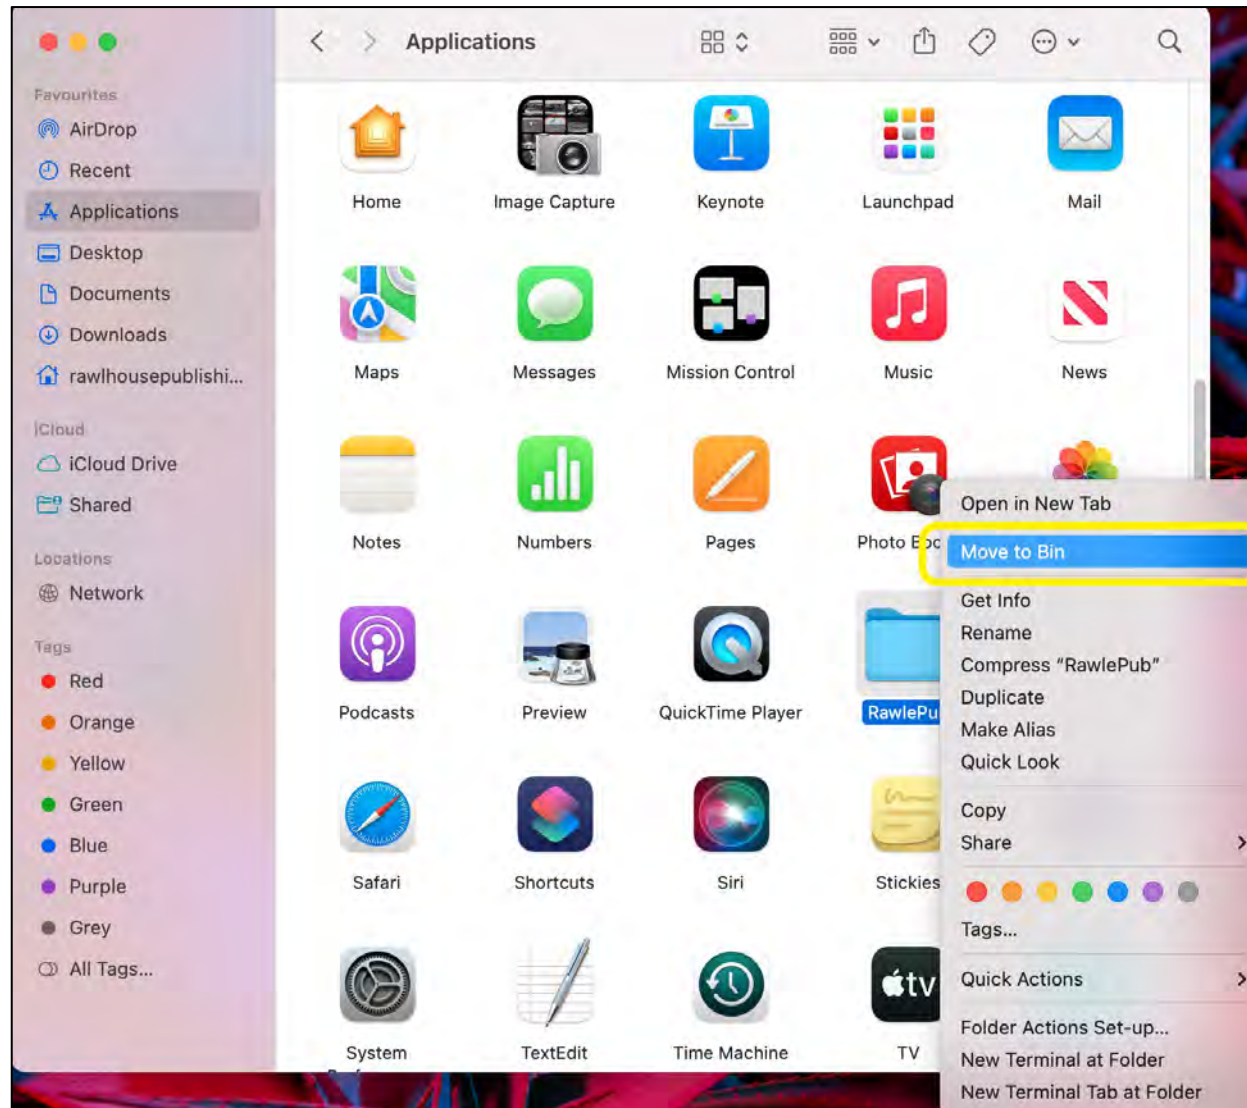 Applications
Favourites
AirDrop
Recent
Applications
Desktop
Documents
Downloads
rawlhousepublishi...
iCloud
iCloud Drive
Shared
Locations
Network
Tags
Red
Orange
Yellow
Green
Blue
Purple
Grey
All Tags...
Home
Image Capture
Keynote
Launchpad
Mail
Maps
Messages
Mission Control
Music
News
Notes
Numbers
Pages
Photo Boo
Podcasts
Preview
QuickTime Player
RawlePu
Safari
Shortcuts
Siri
Stickies
tv
System
TextEdit
Time Machine
TV
Open in New Tab
Move to Bin
Get Info
Rename
Compress “RawlePub”
Duplicate
Make Alias
Quick Look
Copy
Share
Tags...
Quick Actions
Folder Actions Set-up...
New Terminal at Folder
New Terminal Tab at Folder